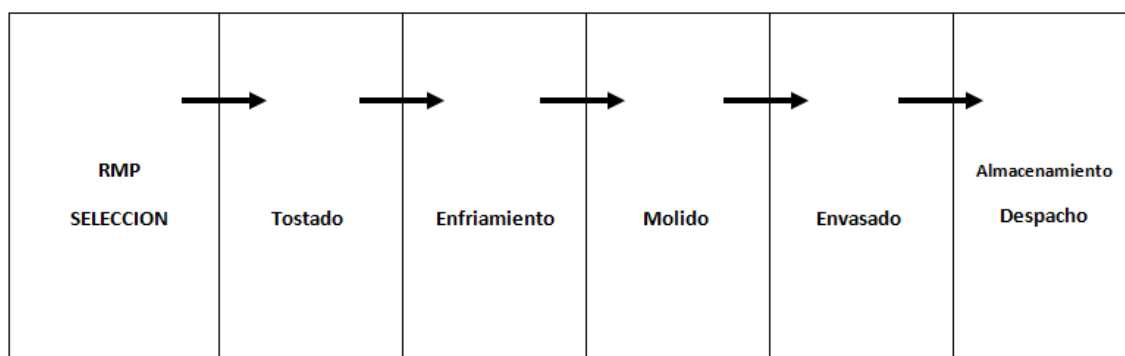 RMP
SELECCION
Tostado
Enfriamiento
Molido
Envasado
Almacenamiento
Despacho